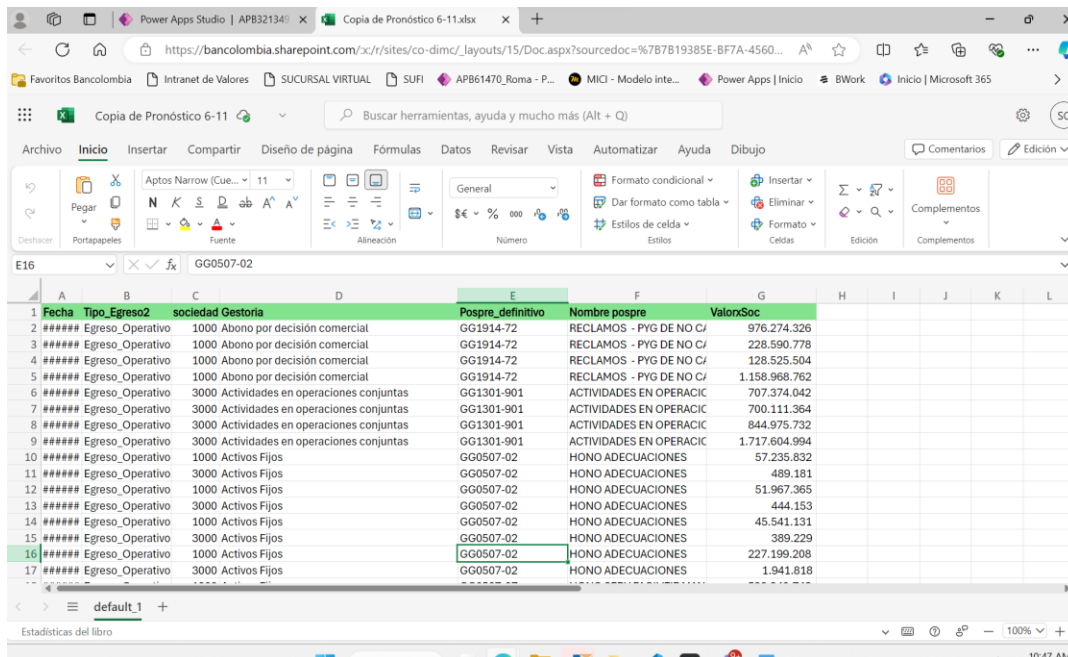 Power Apps Studio | APB321349 Copia de Pronóstico 6-11.xlsx
https://bancolombia.sharepoint.com/:x:/r/sites/co-dimc/_layouts/15/Doc.aspx?sourcedoc=%7B7B19385E-BF7A-4560...
Favoritos Bancolombia Intranet de Valores SUCURSAL VIRTUAL SUFI APB61470_Roma - P... MICI - Modelo inte... Power Apps | Inicio BWork Inicio | Microsoft 365
Copia de Pronóstico 6-11 Buscar herramientas, ayuda y mucho más (Alt + Q)
Archivo Inicio Insertar Compartir Diseño de página Fórmulas Datos Revisar Vista Automatizar Ayuda Dibujo Comentarios Edición
Pegar Aptos Narrow (Cue... 11 General Formato condicional Insertar
N K S D ab A A $€ % 000 Dar formato como tabla Eliminar Complementos
Estilos de celda Formato
Deshacer Portapapeles Fuente Alineación Número Estilos Celdas Edición Complementos
E16 fx GG0507-02
A B C D E F G H I J K L
1 Fecha Tipo_Egreso2 sociedad Gestoria Pospre_definitivo Nombre pospre ValorxSoc
2 ###### Egreso_Operativo 1000 Abono por decisión comercial GG1914-72 RECLAMOS - PYG DE NO CA 976.274.326
3 ###### Egreso_Operativo 1000 Abono por decisión comercial GG1914-72 RECLAMOS - PYG DE NO CA 228.590.778
4 ###### Egreso_Operativo 1000 Abono por decisión comercial GG1914-72 RECLAMOS - PYG DE NO CA 128.525.504
5 ###### Egreso_Operativo 1000 Abono por decisión comercial GG1914-72 RECLAMOS - PYG DE NO CA 1.158.968.762
6 ###### Egreso_Operativo 3000 Actividades en operaciones conjuntas GG1301-901 ACTIVIDADES EN OPERACIC 707.374.042
7 ###### Egreso_Operativo 3000 Actividades en operaciones conjuntas GG1301-901 ACTIVIDADES EN OPERACIC 700.111.364
8 ###### Egreso_Operativo 3000 Actividades en operaciones conjuntas GG1301-901 ACTIVIDADES EN OPERACIC 844.975.732
9 ###### Egreso_Operativo 3000 Actividades en operaciones conjuntas GG1301-901 ACTIVIDADES EN OPERACIC 1.717.604.994
10 ###### Egreso_Operativo 1000 Activos Fijos GG0507-02 HONO ADECUACIONES 57.235.832
11 ###### Egreso_Operativo 3000 Activos Fijos GG0507-02 HONO ADECUACIONES 489.181
12 ###### Egreso_Operativo 1000 Activos Fijos GG0507-02 HONO ADECUACIONES 51.967.365
13 ###### Egreso_Operativo 3000 Activos Fijos GG0507-02 HONO ADECUACIONES 444.153
14 ###### Egreso_Operativo 1000 Activos Fijos GG0507-02 HONO ADECUACIONES 45.541.131
15 ###### Egreso_Operativo 3000 Activos Fijos GG0507-02 HONO ADECUACIONES 389.229
16 ###### Egreso_Operativo 1000 Activos Fijos GG0507-02 HONO ADECUACIONES 227.199.208
17 ###### Egreso_Operativo 3000 Activos Fijos GG0507-02 HONO ADECUACIONES 1.941.818
default_1
Estadísticas del libro 100%
10:47 AM